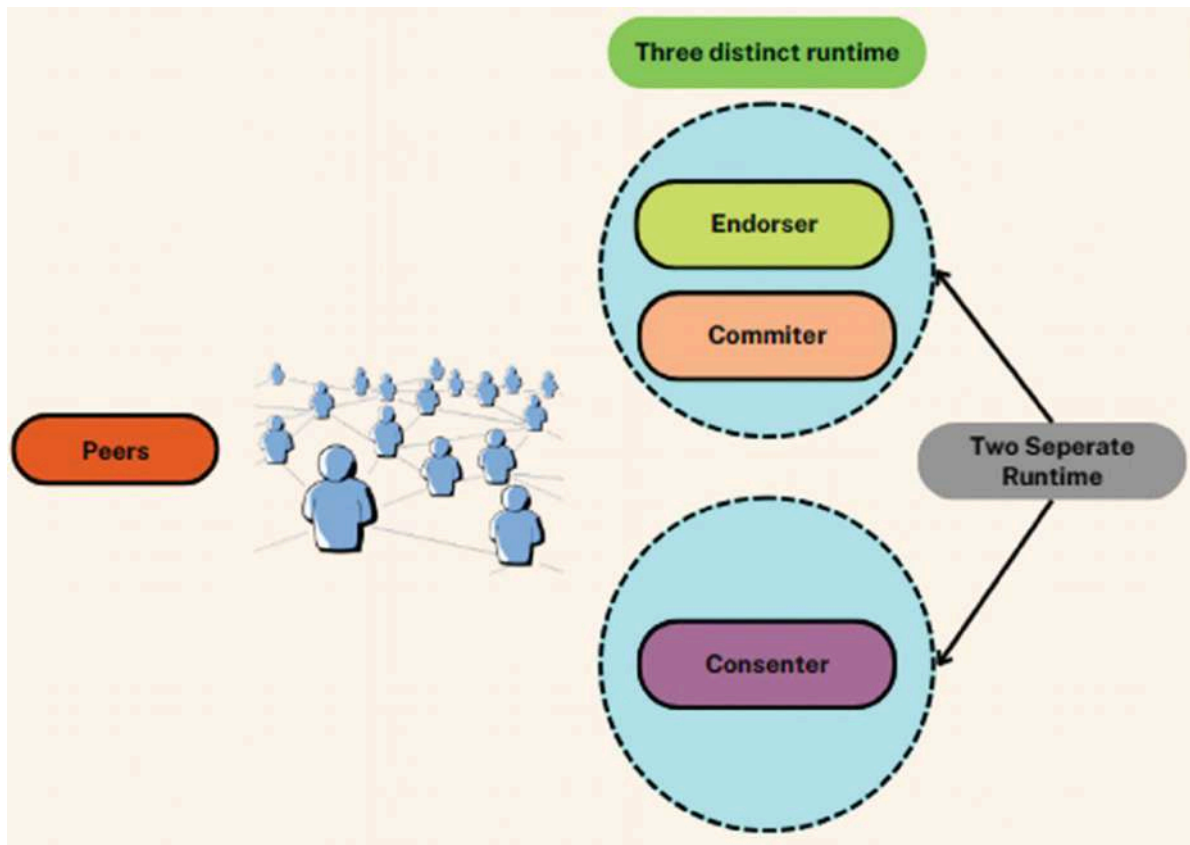 Three distinct runtime
Endorser
Commiter
Peers
Two Seperate
Runtime
Consenter